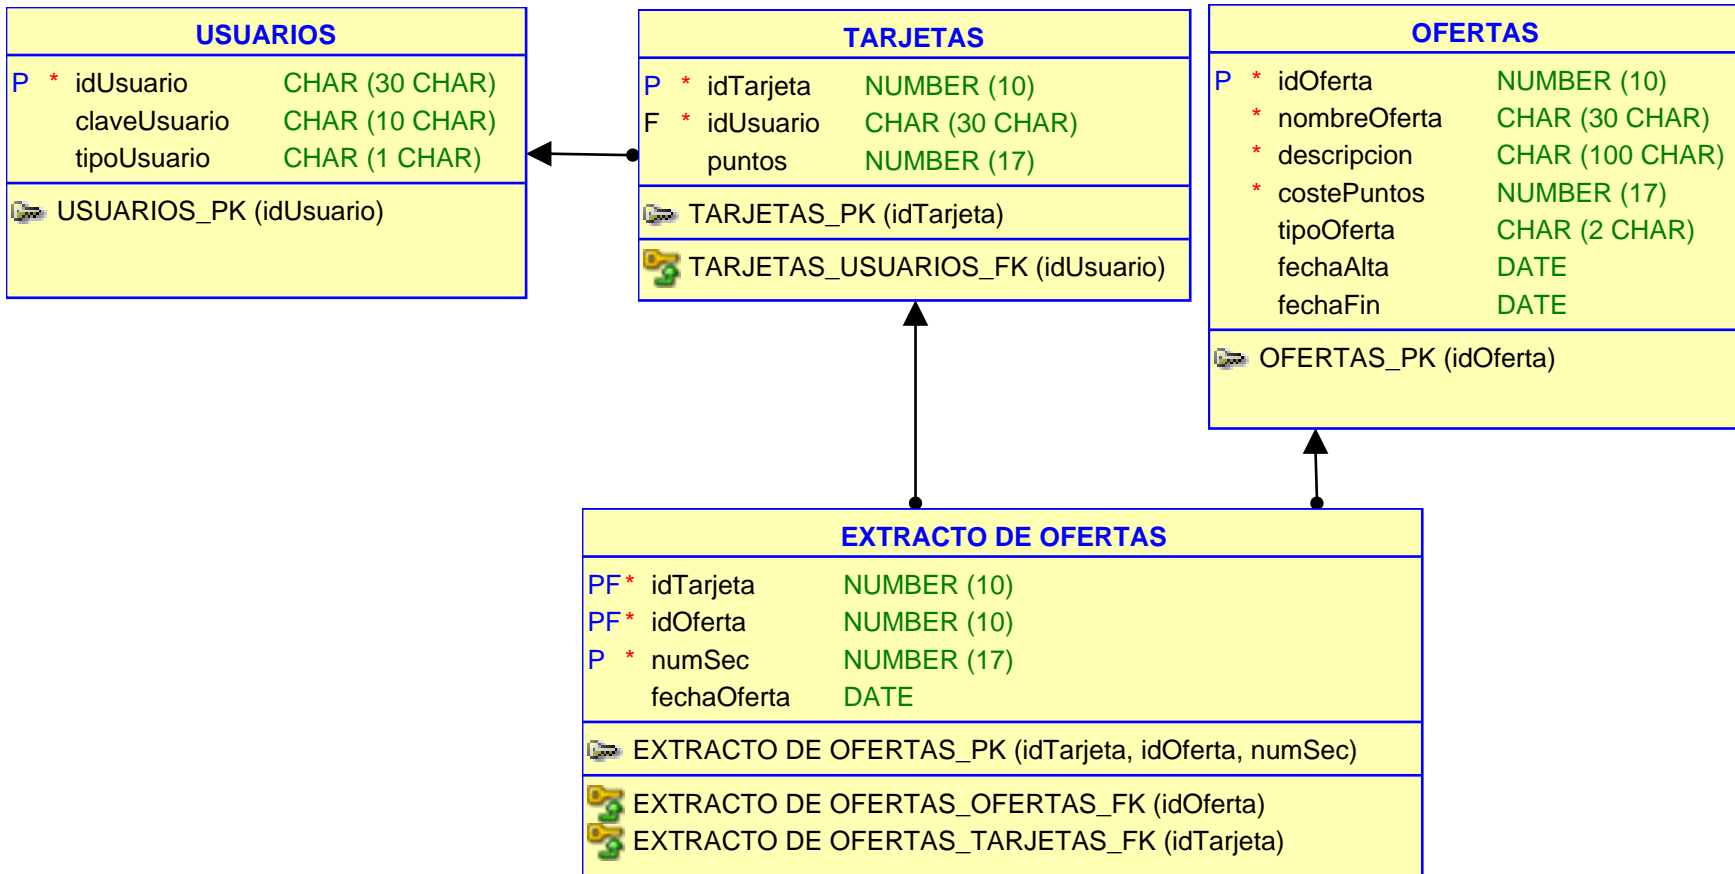 USUARIOS
P * idUsuario CHAR (30 CHAR)
claveUsuario CHAR (10 CHAR)
tipoUsuario CHAR (1 CHAR)
USUARIOS_PK (idUsuario)
TARJETAS
P * idTarjeta NUMBER (10)
F * idUsuario CHAR (30 CHAR)
puntos NUMBER (17)
TARJETAS_PK (idTarjeta)
TARJETAS_USUARIOS_FK (idUsuario)
OFERTAS
P * idOferta NUMBER (10)
* nombreOferta CHAR (30 CHAR)
* descripcion CHAR (100 CHAR)
* costePuntos NUMBER (17)
tipoOferta CHAR (2 CHAR)
fechaAlta DATE
fechaFin DATE
OFERTAS_PK (idOferta)
EXTRACTO DE OFERTAS
PF* idTarjeta NUMBER (10)
PF* idOferta NUMBER (10)
P * numSec NUMBER (17)
fechaOferta DATE
EXTRACTO DE OFERTAS_PK (idTarjeta, idOferta, numSec)
EXTRACTO DE OFERTAS_OFERTAS_FK (idOferta)
EXTRACTO DE OFERTAS_TARJETAS_FK (idTarjeta)